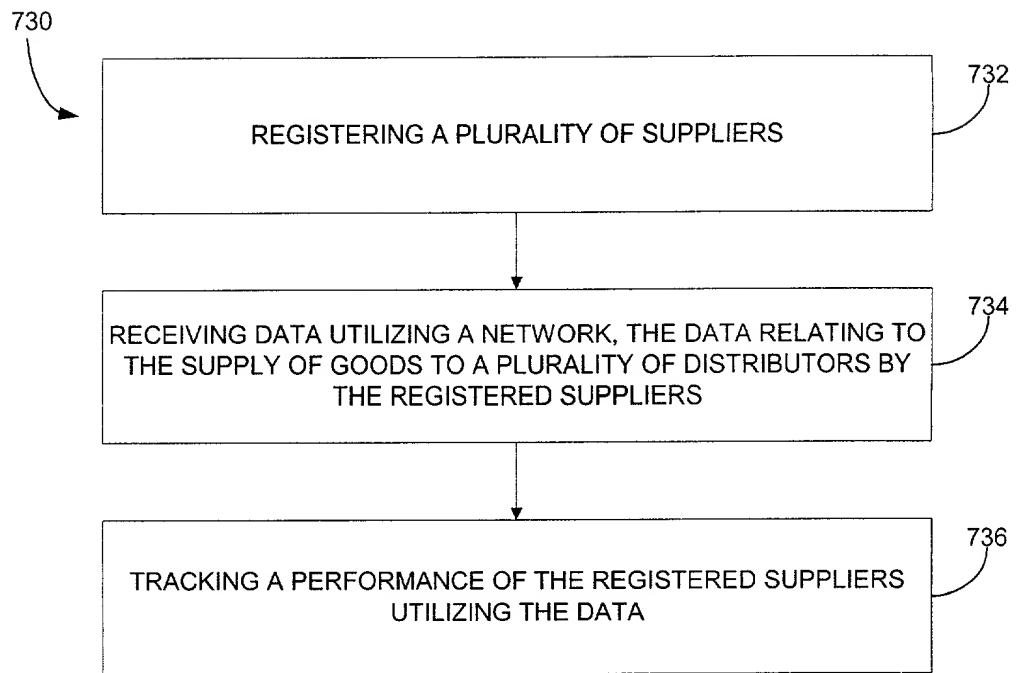 730
732
REGISTERING A PLURALITY OF SUPPLIERS
734
RECEIVING DATA UTILIZING A NETWORK, THE DATA RELATING TO
THE SUPPLY OF GOODS TO A PLURALITY OF DISTRIBUTORS BY
THE REGISTERED SUPPLIERS
736
TRACKING A PERFORMANCE OF THE REGISTERED SUPPLIERS
UTILIZING THE DATA